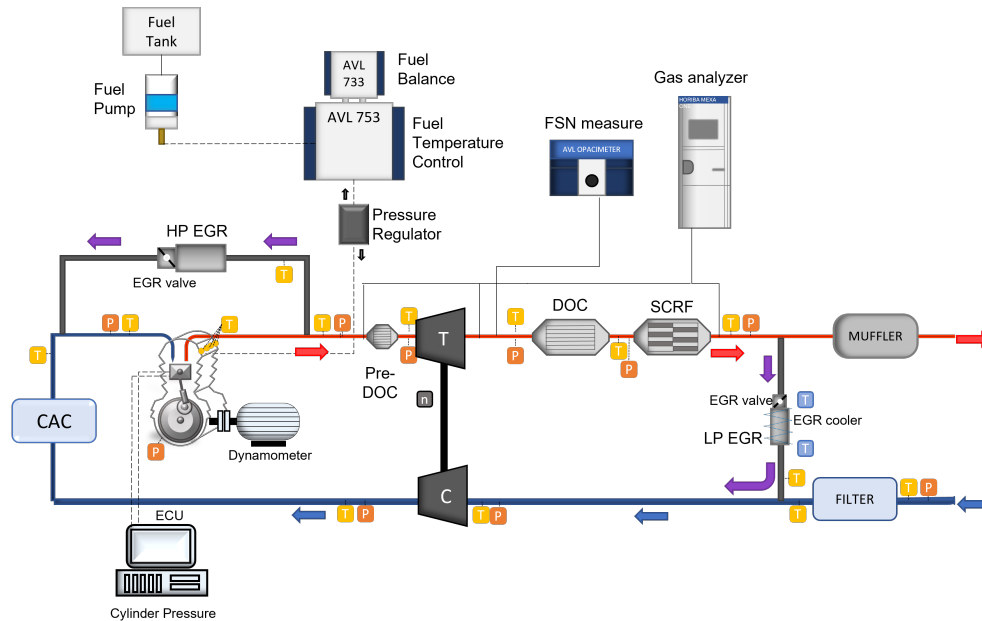 Fuel
Tank
Fuel
Pump
AVL
733
Fuel
Balance
AVL 753
Fuel
Temperature
Control
Pressure
Regulator
FSN measure
AVL OPACIMETER
Gas analyzer
HORIBA MEXA
HP EGR
EGR valve
T
P
T
T
T
P
T
T
P
Pre-
DOC
T
T
P
DOC
T
P
SCRF
T
P
MUFFLER
T
CAC
P
Dynamometer
n
EGR valve
T
EGR cooler
LP EGR
T
T
C
T
P
T
P
T
FILTER
T
P
ECU
Cylinder Pressure